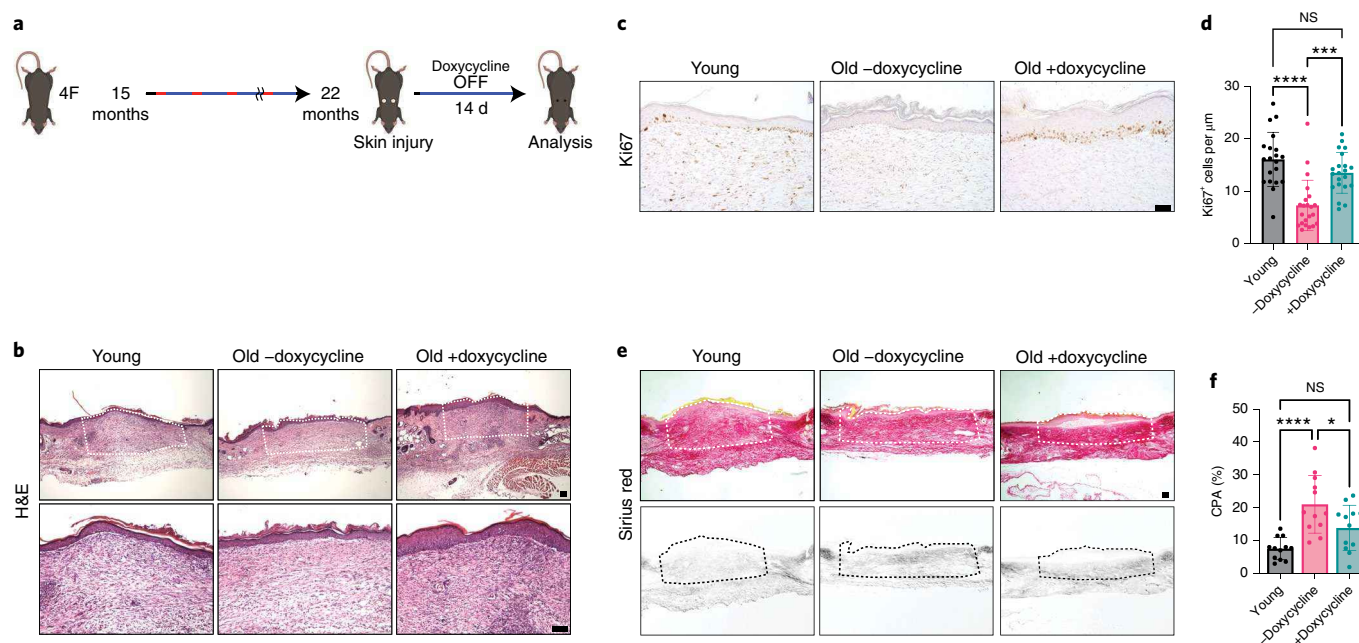 a
4F
15
months
22
months
Skin injury
Doxycycline
OFF
14 d
Analysis
b
Young
Old −doxycycline
Old +doxycycline
H&E
c
Young
Old −doxycycline
Old +doxycycline
Ki67
d
NS
***
****
30
20
10
0
Ki67⁺ cells per μm
Young
−Doxycycline
+Doxycycline
e
Young
Old −doxycycline
Old +doxycycline
Sirius red
f
NS
****
*
50
40
30
20
10
0
CPA (%)
Young
−Doxycycline
+Doxycycline